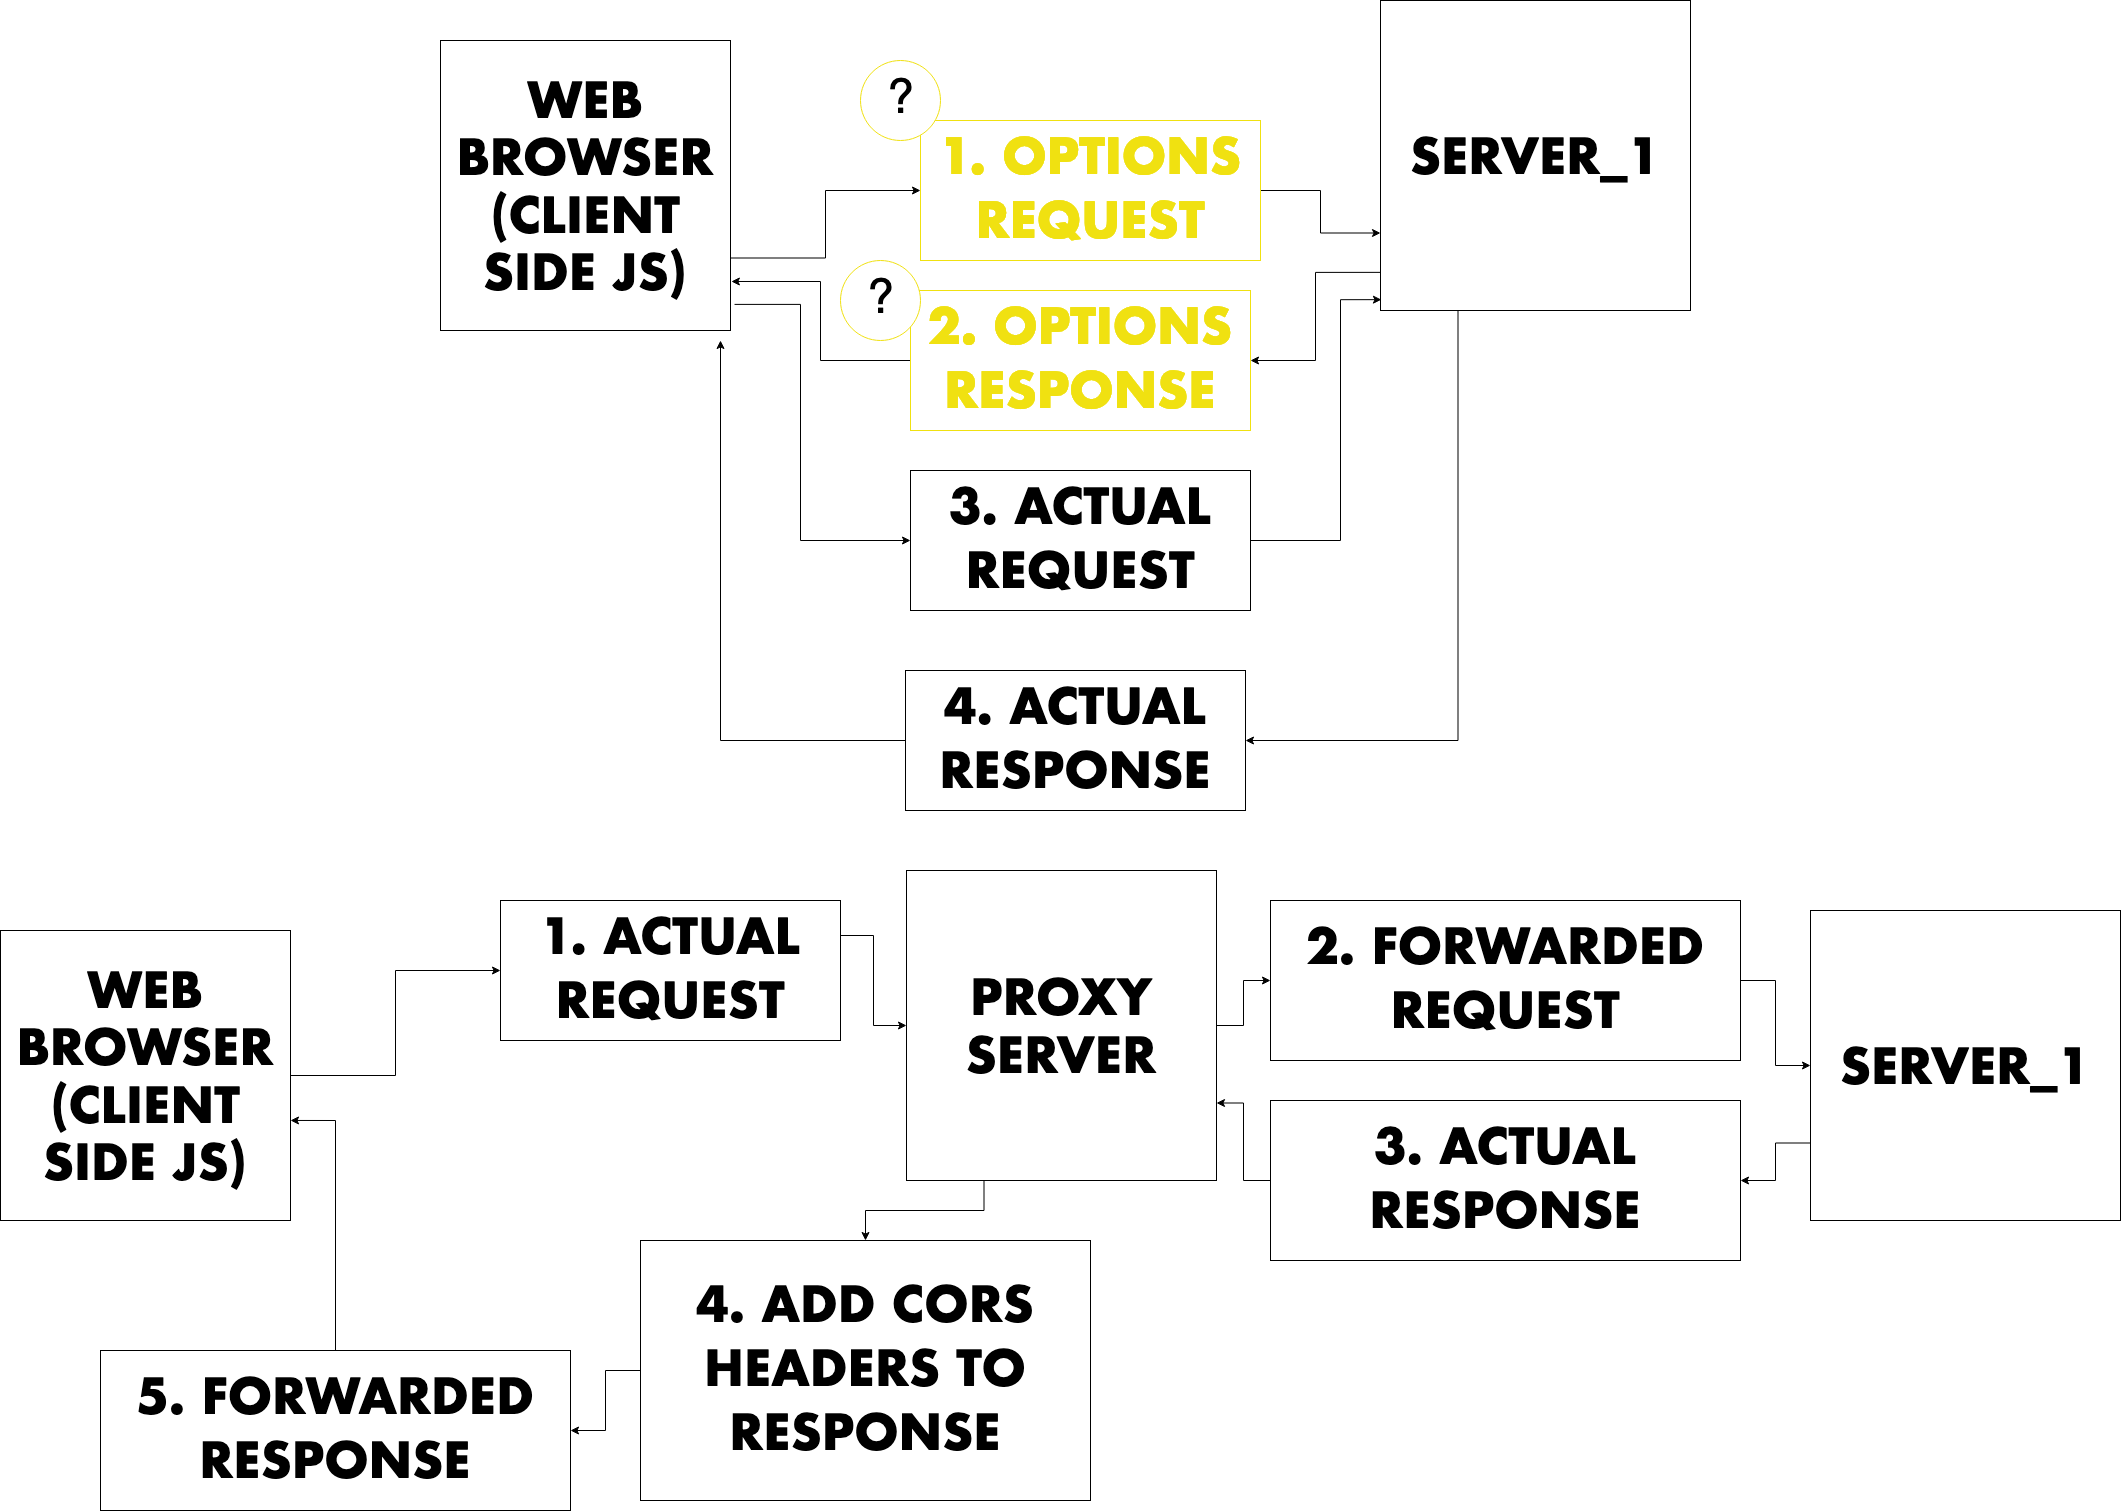 WEB
BROWSER
(CLIENT
SIDE JS)
?
1. OPTIONS
REQUEST
SERVER_1
?
2. OPTIONS
RESPONSE
3. ACTUAL
REQUEST
4. ACTUAL
RESPONSE
WEB
BROWSER
(CLIENT
SIDE JS)
1. ACTUAL
REQUEST
PROXY
SERVER
2. FORWARDED
REQUEST
SERVER_1
3. ACTUAL
RESPONSE
4. ADD CORS
HEADERS TO
RESPONSE
5. FORWARDED
RESPONSE